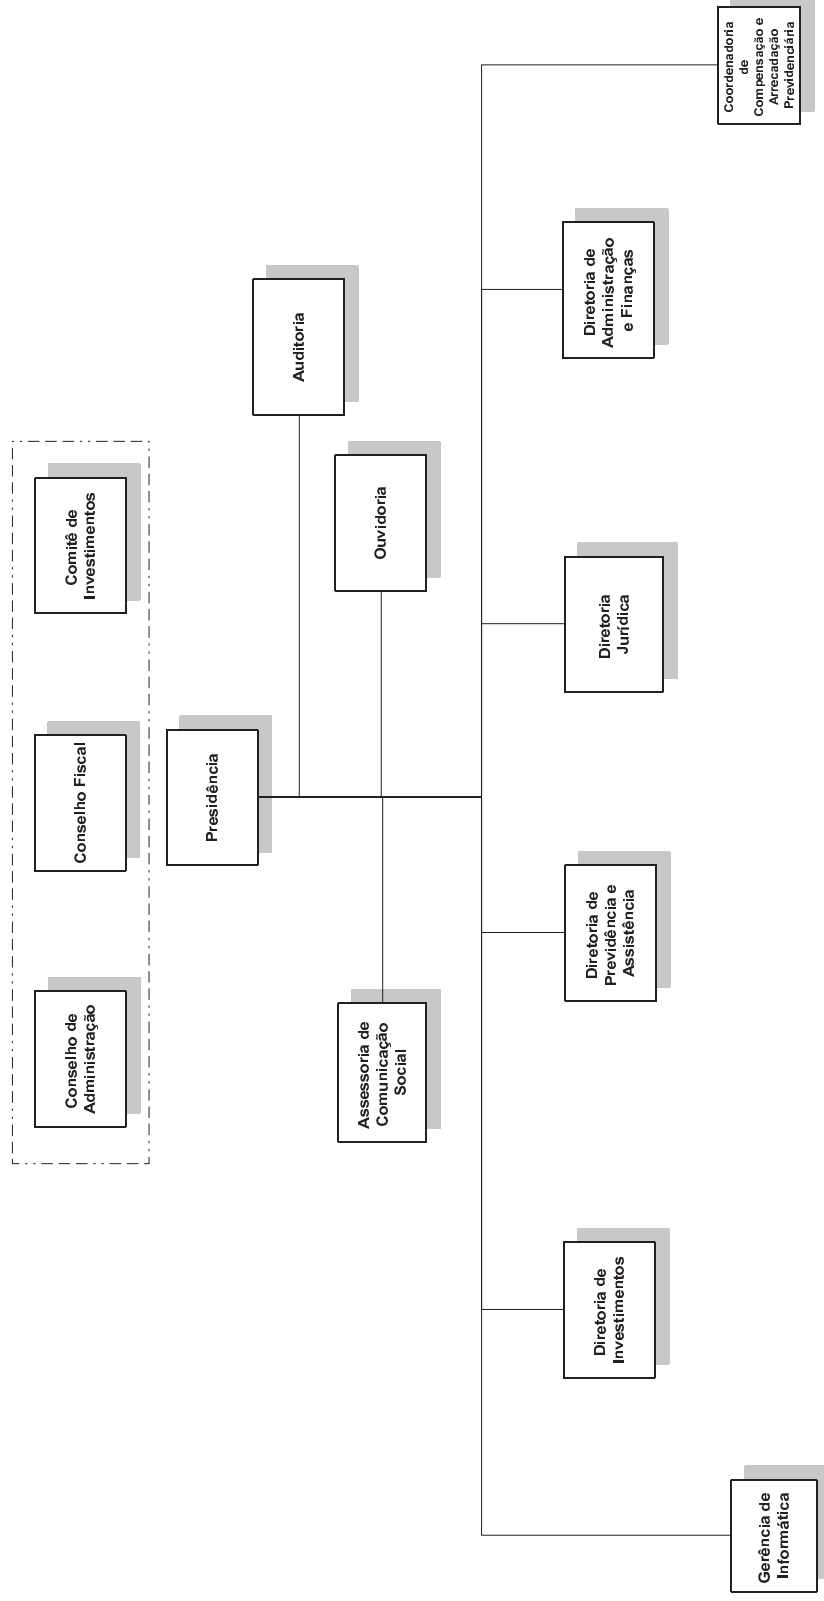 Conselho de
Administração
Conselho Fiscal
Comitê de
Investimentos
Presidência
Auditoria
Assessoria de
Comunicação
Social
Ouvidoria
Gerência de
Informática
Diretoria de
Investimentos
Diretoria de
Previdência e
Assistência
Diretoria
Jurídica
Diretoria de
Administração
e Finanças
Coordenadoria
de
Compensação e
Arrecadação
Previdenciária